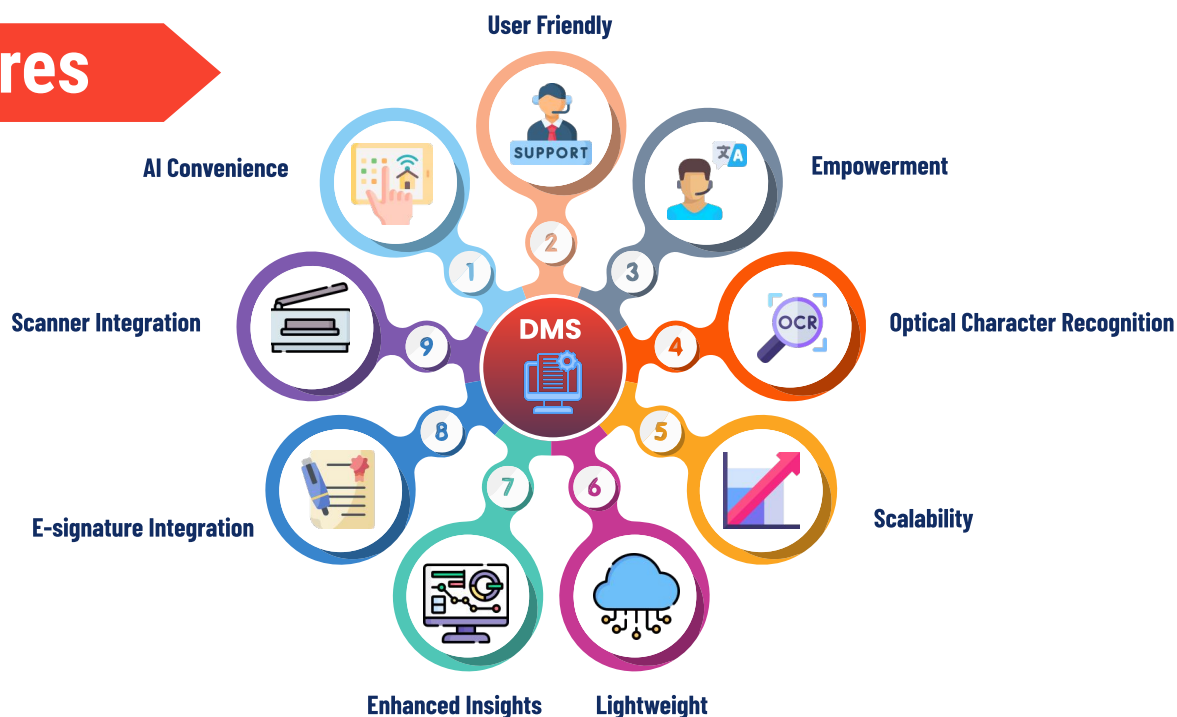 res
User Friendly
SUPPORT
AI Convenience
文A
Empowerment
1
2
3
Scanner Integration
9
DMS
4
OCR
Optical Character Recognition
8
5
E-signature Integration
7
6
Scalability
Enhanced Insights
Lightweight